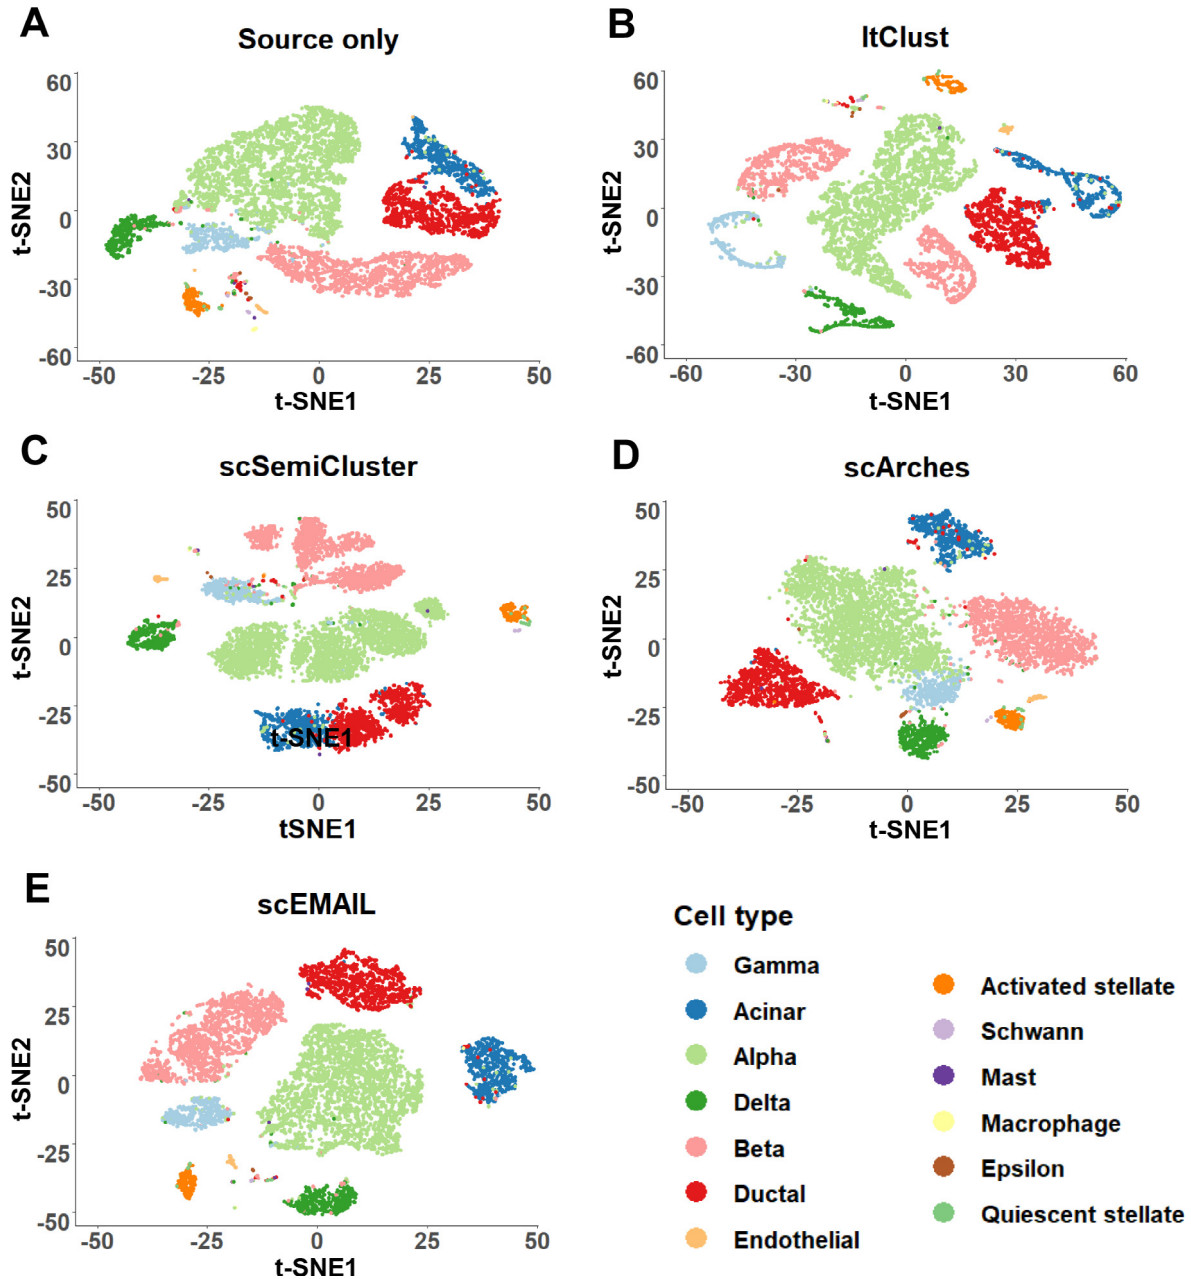 A
Source only
60
30
0
-30
-60
t-SNE2
-50
-25
0
25
50
t-SNE1
B
ItClust
60
30
0
-30
-60
t-SNE2
-60
-30
0
30
60
t-SNE1
C
scSemiCluster
50
25
0
-25
-50
t-SNE2
t-SNE1
-50
-25
0
25
50
tSNE1
D
scArches
50
25
0
-25
-50
t-SNE2
-50
-25
0
25
50
t-SNE1
E
scEMAIL
50
25
0
-25
-50
t-SNE2
-50
-25
0
25
50
t-SNE1
Cell type
Gamma
Acinar
Alpha
Delta
Beta
Ductal
Endothelial
Activated stellate
Schwann
Mast
Macrophage
Epsilon
Quiescent stellate